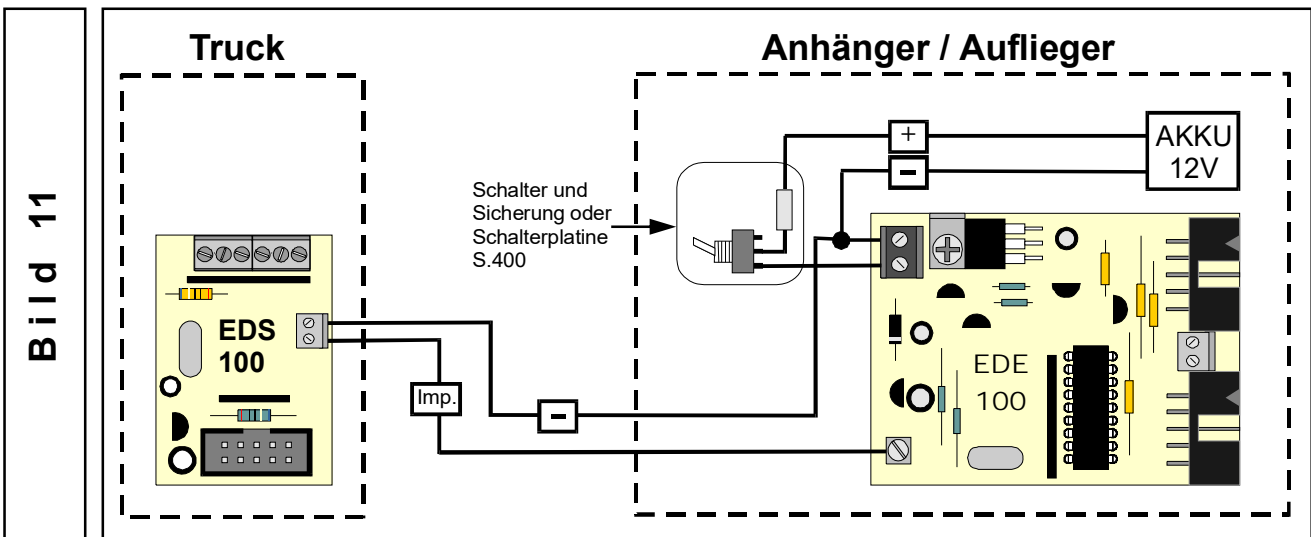 Bild 11
Truck
Anhänger / Auflieger
+
-
AKKU
12V
Schalter und
Sicherung oder
Schalterplatine
S.400
EDS
100
Imp.
-
EDE
100